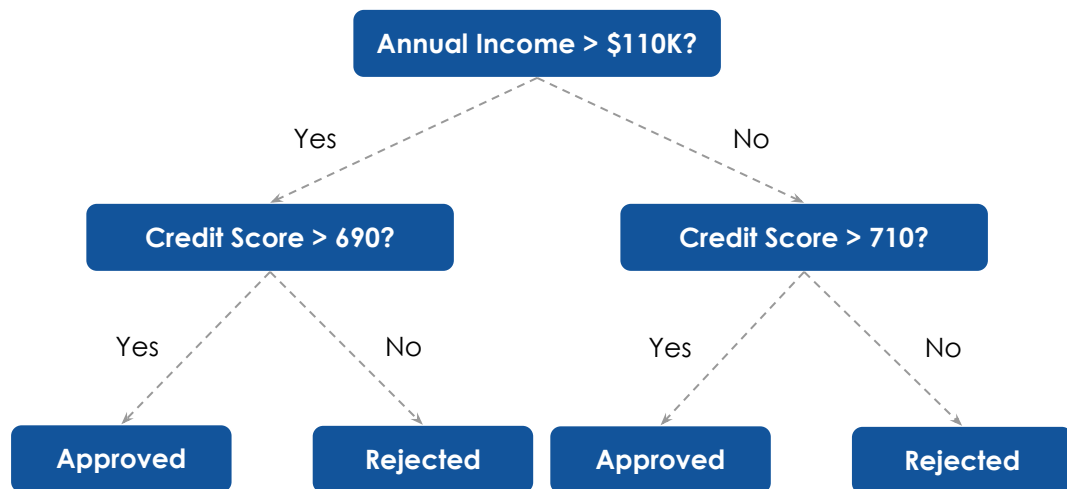 Annual Income > $110K?
Yes
No
Credit Score > 690?
Credit Score > 710?
Yes
No
Yes
No
Approved
Rejected
Approved
Rejected